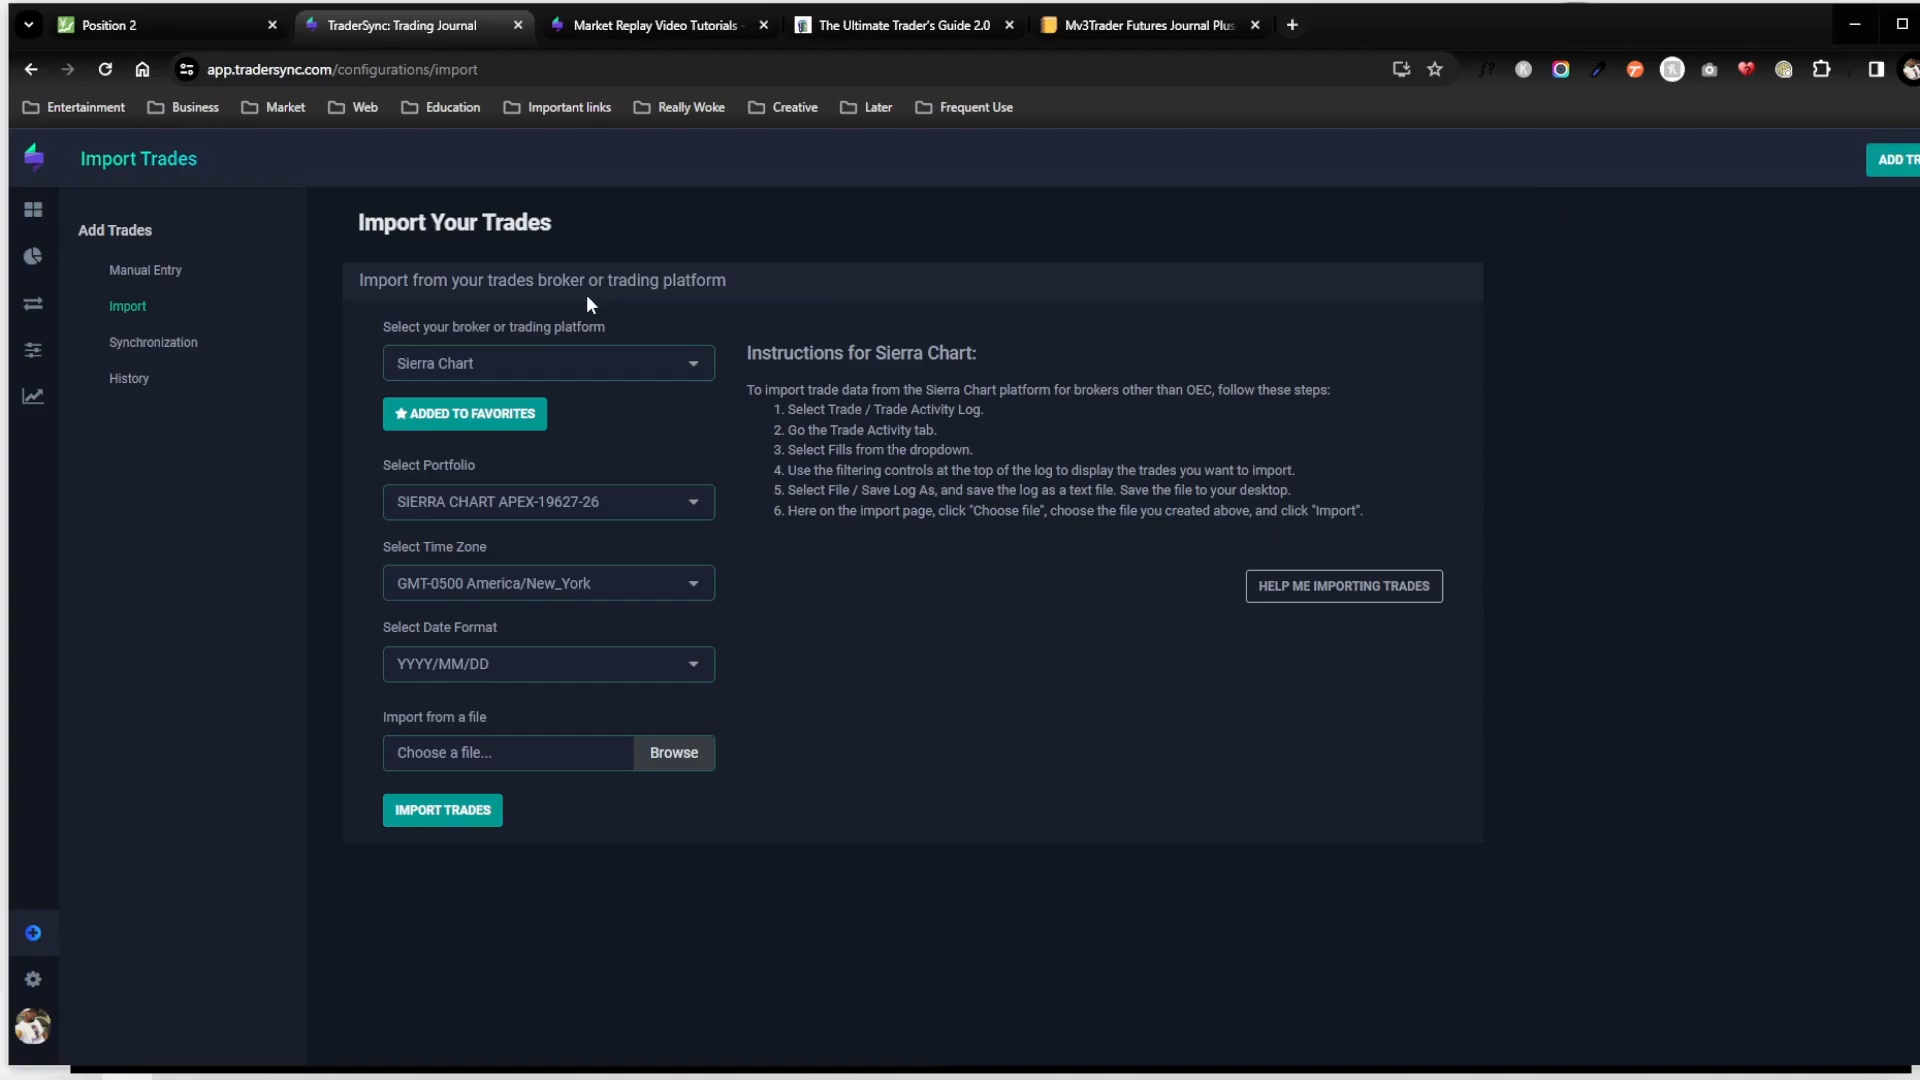 Position 2
TraderSync: Trading Journal
Market Replay Video Tutorials -
The Ultimate Trader's Guide 2.0
Mv3Trader Futures Journal Plus
app.tradersync.com/configurations/import
Entertainment
Business
Market
Web
Education
Important links
Really Woke
Creative
Later
Frequent Use
Import Trades
ADD TR
Add Trades
Manual Entry
Import
Synchronization
History
Import Your Trades
Import from your trades broker or trading platform
Select your broker or trading platform
Sierra Chart
ADDED TO FAVORITES
Select Portfolio
SIERRA CHART APEX-19627-26
Select Time Zone
GMT-0500 America/New_York
Select Date Format
YYYY/MM/DD
Import from a file
Choose a file...
Browse
IMPORT TRADES
Instructions for Sierra Chart:
To import trade data from the Sierra Chart platform for brokers other than OEC, follow these steps:
1. Select Trade / Trade Activity Log.
2. Go the Trade Activity tab.
3. Select Fills from the dropdown.
4. Use the filtering controls at the top of the log to display the trades you want to import.
5. Select File / Save Log As, and save the log as a text file. Save the file to your desktop.
6. Here on the import page, click "Choose file", choose the file you created above, and click "Import".
HELP ME IMPORTING TRADES